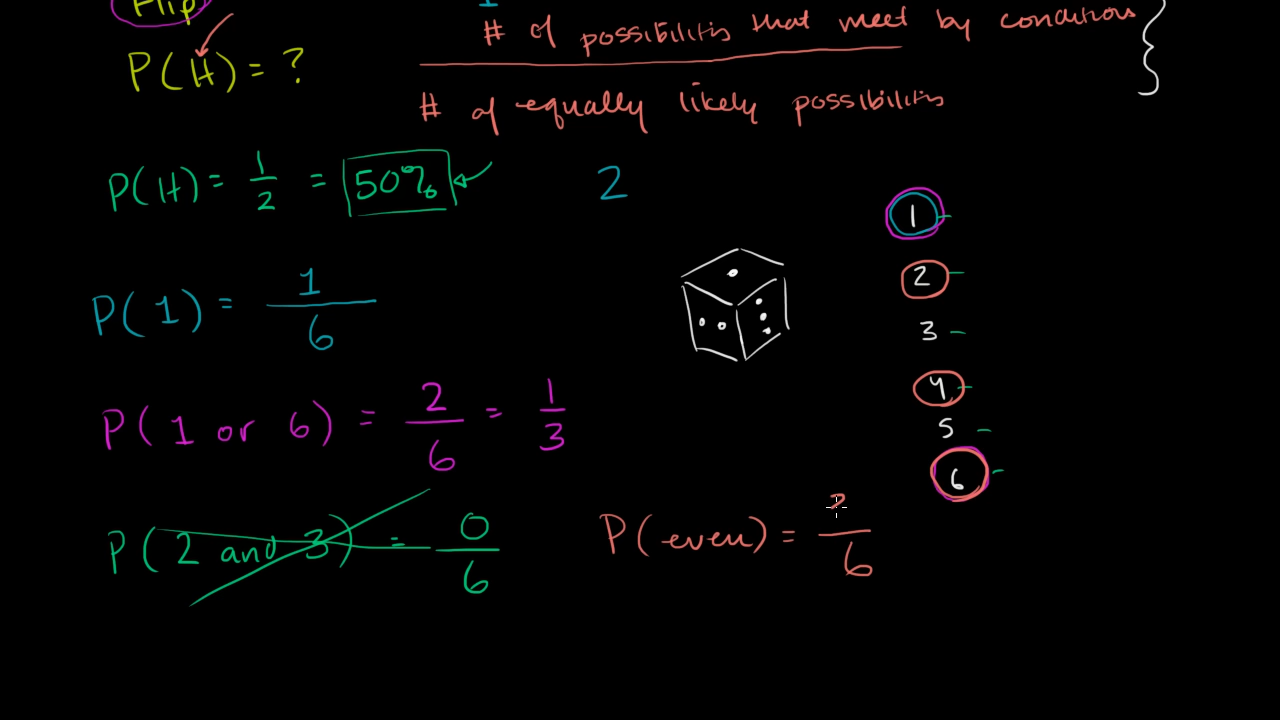 Flip
# of possibilities that meet by conditions
P(H) = ?
# of equally likely possibilities
P(H) = 1/2 = 50%
2
1
P(1) = 1/6
2
3
4
P(1 or 6) = 2/6 = 1/3
5
6
P(2 and 3) = 0/6
P(even) = /6